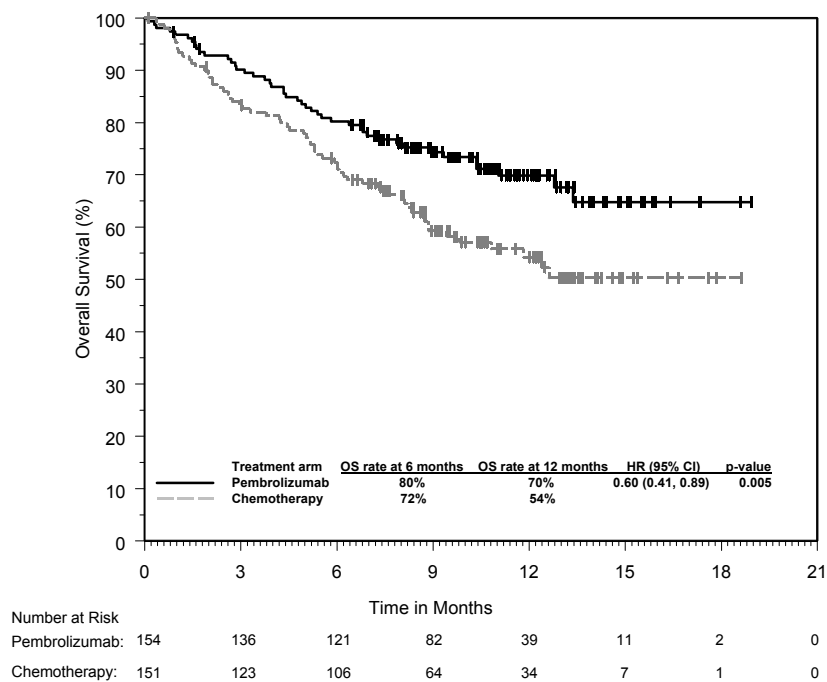 100
90
80
70
60
50
40
30
20
10
0
Overall Survival (%)
Treatment arm OS rate at 6 months OS rate at 12 months HR (95% CI) p-value
Pembrolizumab 80% 70% 0.60 (0.41, 0.89) 0.005
Chemotherapy 72% 54%
0 3 6 9 12 15 18 21
Time in Months
Number at Risk
Pembrolizumab: 154 136 121 82 39 11 2 0
Chemotherapy: 151 123 106 64 34 7 1 0